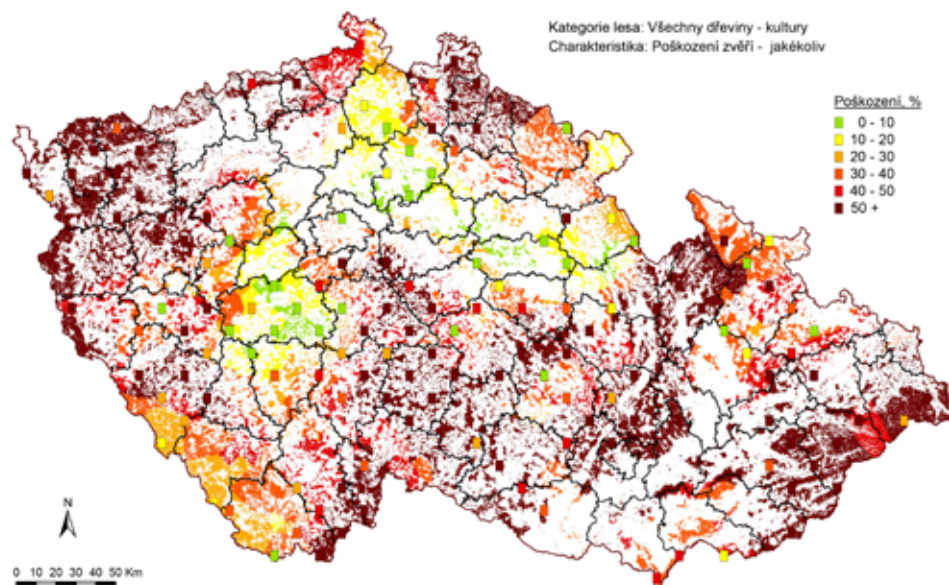 Kategorie lesa: Všechny dřeviny - kultury
Charakteristika: Poškození zvěří - jakékoliv
Poškození, %
0 - 10
10 - 20
20 - 30
30 - 40
40 - 50
50 +
N
0 10 20 30 40 50 Km